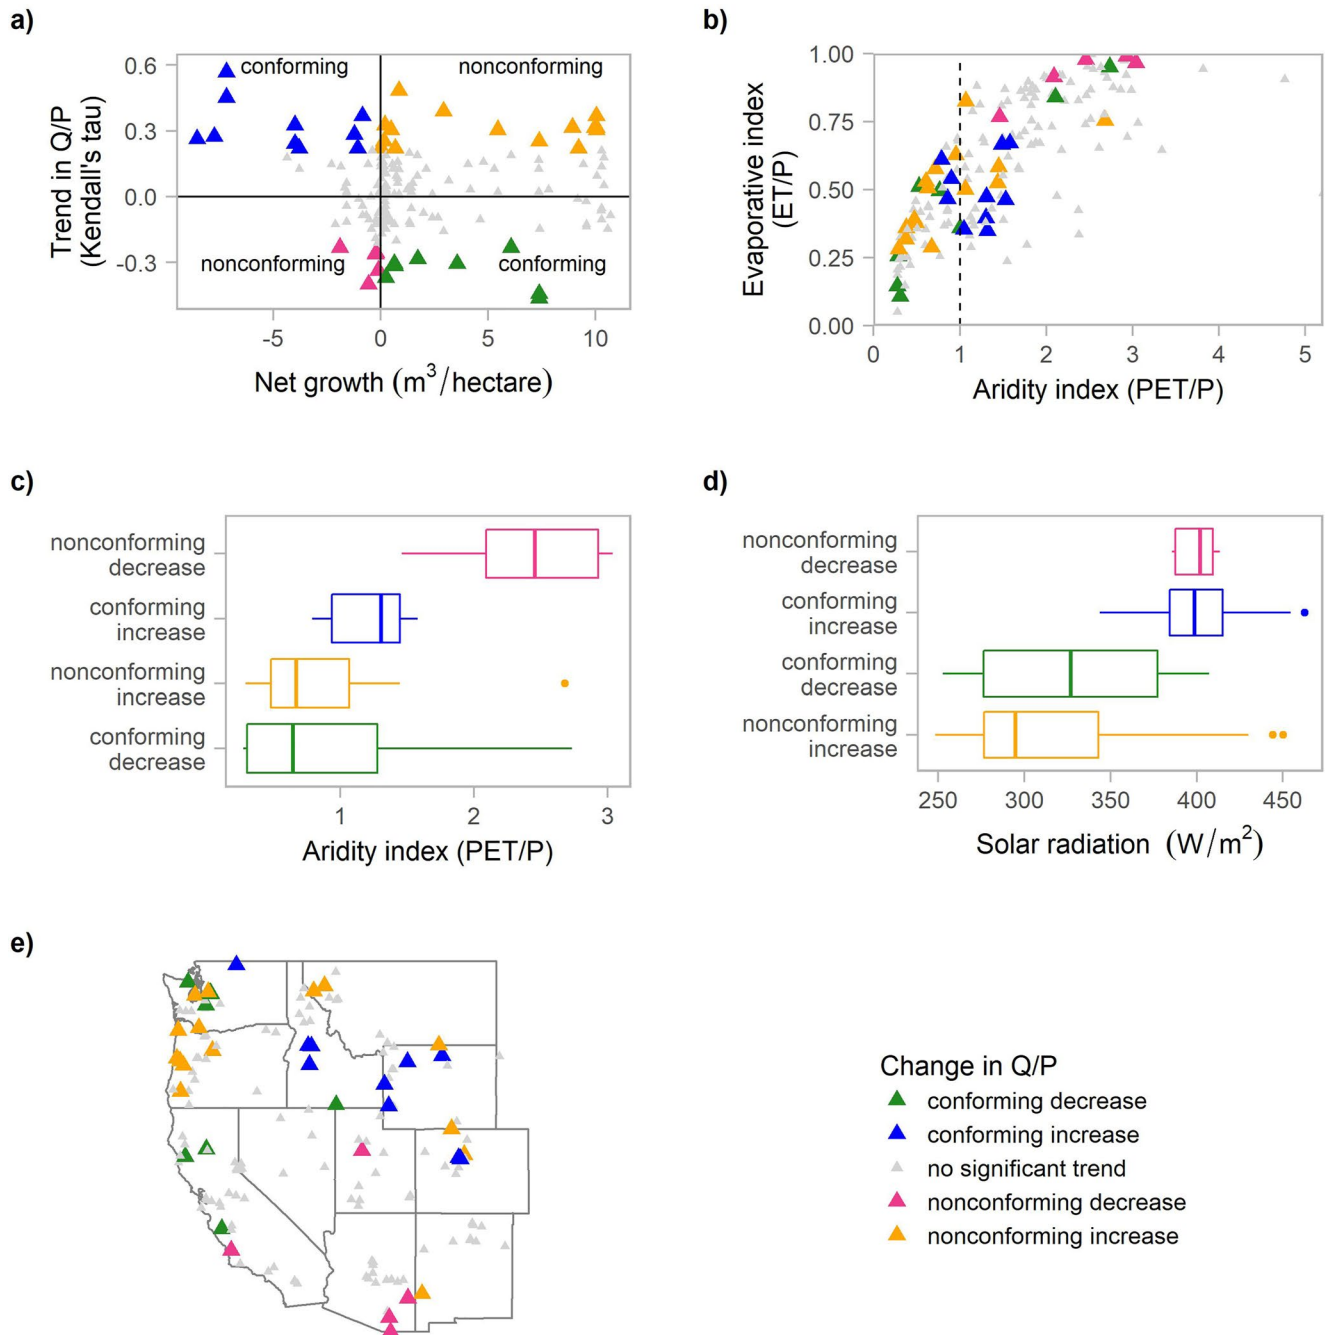 a)
Trend in Q/P
(Kendall's tau)
0.6
0.3
0.0
-0.3
conforming
nonconforming
nonconforming
conforming
-5
0
5
10
Net growth (m³/hectare)
b)
Evaporative index
(ET/P)
1.00
0.75
0.50
0.25
0.00
0
1
2
3
4
5
Aridity index (PET/P)
c)
nonconforming
decrease
conforming
increase
nonconforming
increase
conforming
decrease
1
2
3
Aridity index (PET/P)
d)
nonconforming
decrease
conforming
increase
conforming
decrease
nonconforming
increase
250
300
350
400
450
Solar radiation (W/m²)
e)
Change in Q/P
conforming decrease
conforming increase
no significant trend
nonconforming decrease
nonconforming increase